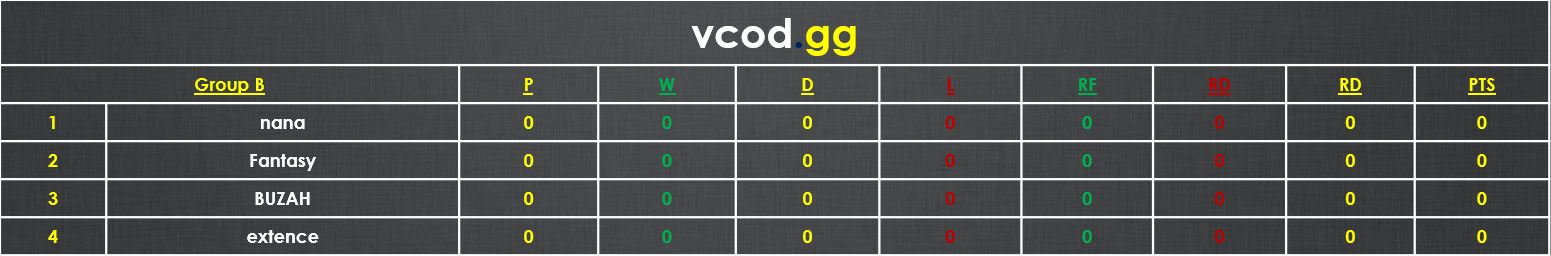 vcod.gg
Group B P W D L RF RD RD PTS
1 nana 0 0 0 0 0 0 0 0
2 Fantasy 0 0 0 0 0 0 0 0
3 BUZAH 0 0 0 0 0 0 0 0
4 extence 0 0 0 0 0 0 0 0